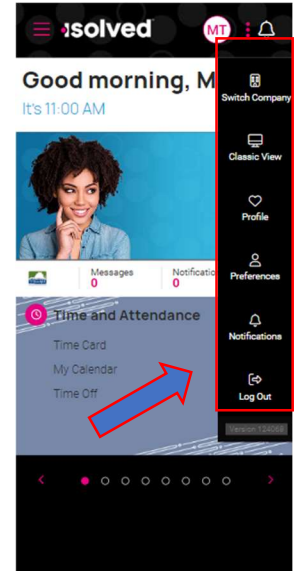 isolved
MT
Good morning, M
It's 11:00 AM
Switch Company
Classic View
Profile
Preferences
Notifications
Log Out
Messages
0
Notificatio
0
Time and Attendance
Time Card
My Calendar
Time Off